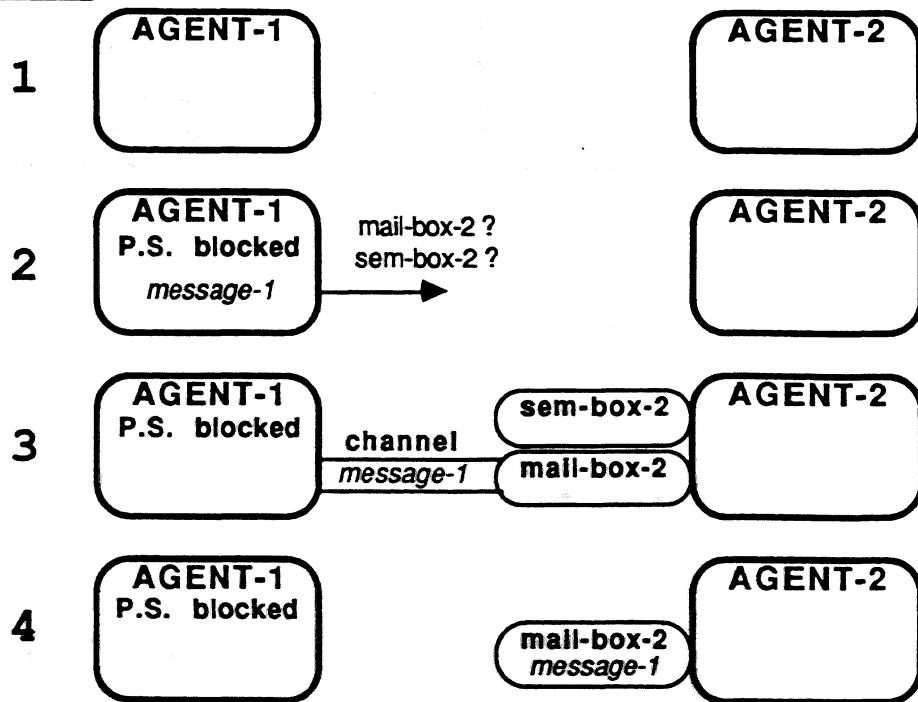 1
AGENT-1
AGENT-2
2
AGENT-1
P.S. blocked
message-1
mail-box-2 ?
sem-box-2 ?
AGENT-2
3
AGENT-1
P.S. blocked
channel
message-1
sem-box-2
mail-box-2
AGENT-2
4
AGENT-1
P.S. blocked
mail-box-2
message-1
AGENT-2